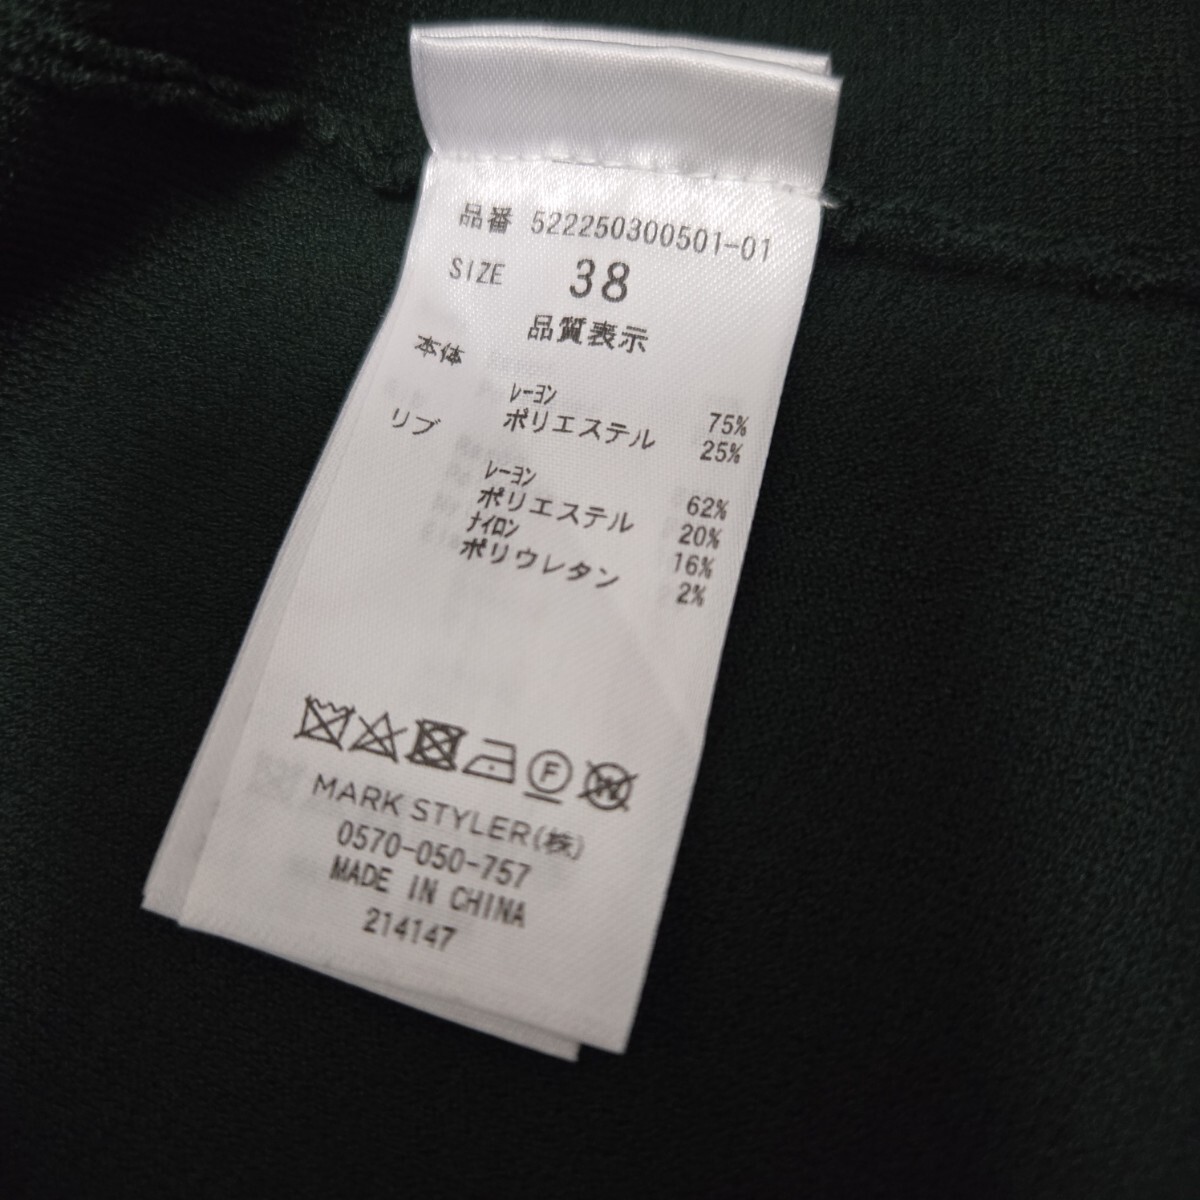 品番 522250300501-01
SIZE 38
品質表示
本体
レーヨン 75%
ポリエステル 25%
リブ
レーヨン 62%
ポリエステル 20%
ナイロン 16%
ポリウレタン 2%
F W
MARK STYLER(株)
0570-050-757
MADE IN CHINA
214147